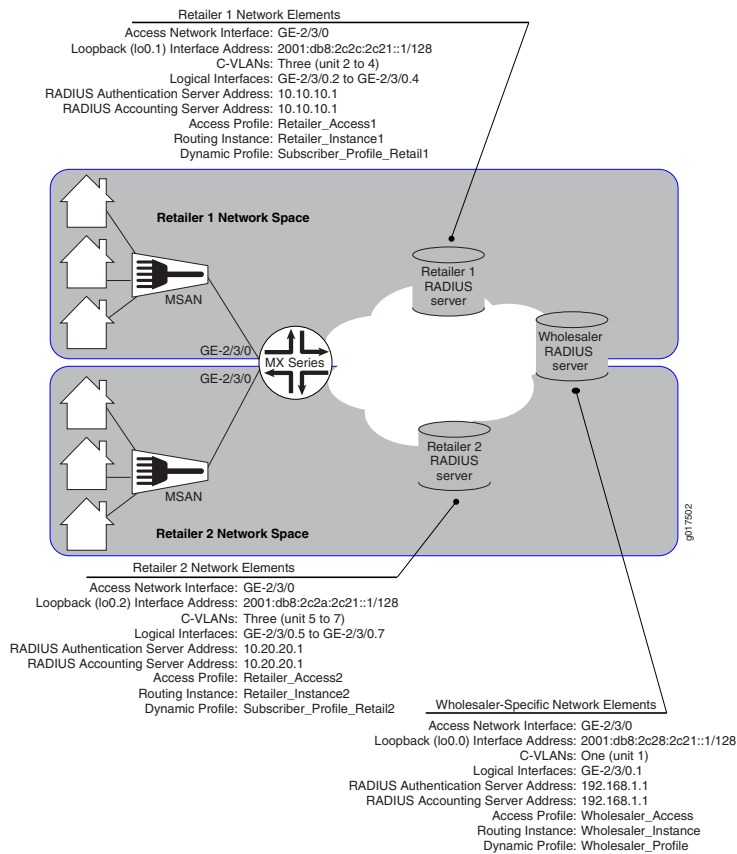 Retailer 1 Network Elements
Access Network Interface: GE-2/3/0
Loopback (lo0.1) Interface Address: 2001:db8:2c2c:2c21::1/128
C-VLANs: Three (unit 2 to 4)
Logical Interfaces: GE-2/3/0.2 to GE-2/3/0.4
RADIUS Authentication Server Address: 10.10.10.1
RADIUS Accounting Server Address: 10.10.10.1
Access Profile: Retailer_Access1
Routing Instance: Retailer_Instance1
Dynamic Profile: Subscriber_Profile_Retail1
Retailer 1 Network Space
MSAN
Retailer 1
RADIUS
server
GE-2/3/0
MX Series
GE-2/3/0
Wholesaler
RADIUS
server
Retailer 2
RADIUS
server
MSAN
Retailer 2 Network Space
g017502
Retailer 2 Network Elements
Access Network Interface: GE-2/3/0
Loopback (lo0.2) Interface Address: 2001:db8:2c2a:2c21::1/128
C-VLANs: Three (unit 5 to 7)
Logical Interfaces: GE-2/3/0.5 to GE-2/3/0.7
RADIUS Authentication Server Address: 10.20.20.1
RADIUS Accounting Server Address: 10.20.20.1
Access Profile: Retailer_Access2
Routing Instance: Retailer_Instance2
Dynamic Profile: Subscriber_Profile_Retail2
Wholesaler-Specific Network Elements
Access Network Interface: GE-2/3/0
Loopback (lo0.0) Interface Address: 2001:db8:2c28:2c21::1/128
C-VLANs: One (unit 1)
Logical Interfaces: GE-2/3/0.1
RADIUS Authentication Server Address: 192.168.1.1
RADIUS Accounting Server Address: 192.168.1.1
Access Profile: Wholesaler_Access
Routing Instance: Wholesaler_Instance
Dynamic Profile: Wholesaler_Profile